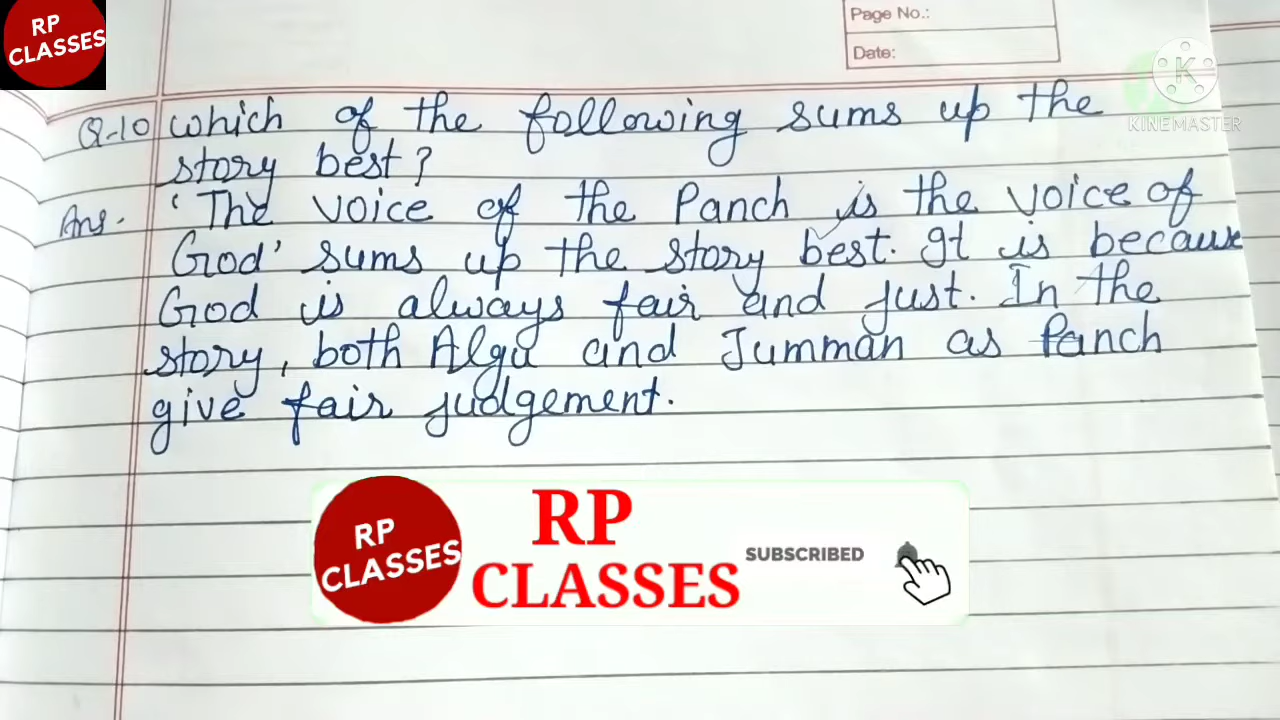 RP
CLASSES
Page No.:
Date:
K
KINEMASTER
Q-10 which of the following sums up the
story best?
Ans. 'The voice of the Panch is the voice of
God' sums up the story best. It is because
God is always fair and just. In the
story, both Algu and Jumman as Panch
give fair judgement.
RP
CLASSES
RP
CLASSES
SUBSCRIBED